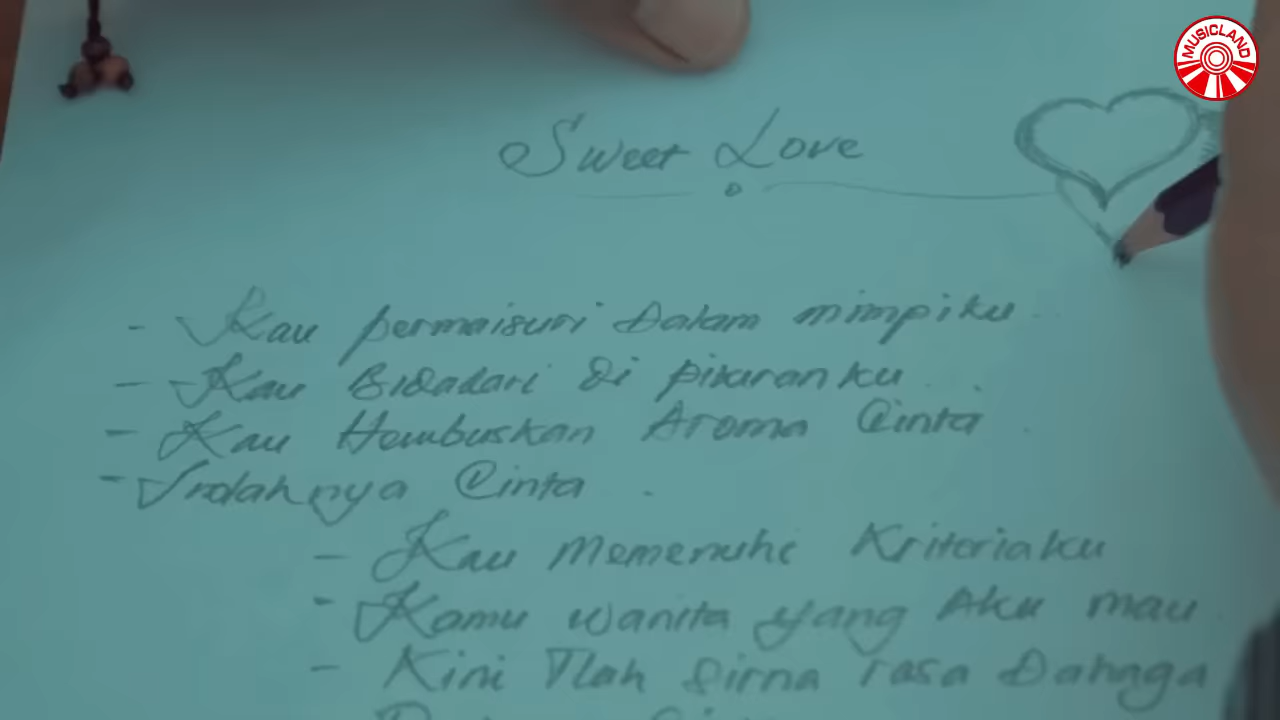 MUSICLAND
Sweet Love
- Kau permaisuri Dalam mimpiku
- Kau Bidadari Di pikiranku
- Kau Hembuskan Aroma Cinta
- Indahnya Cinta
- Kau Memenuhi Kriteriaku
- Kamu wanita yang Aku mau
- Kini Tlah Sirna rasa Dahaga